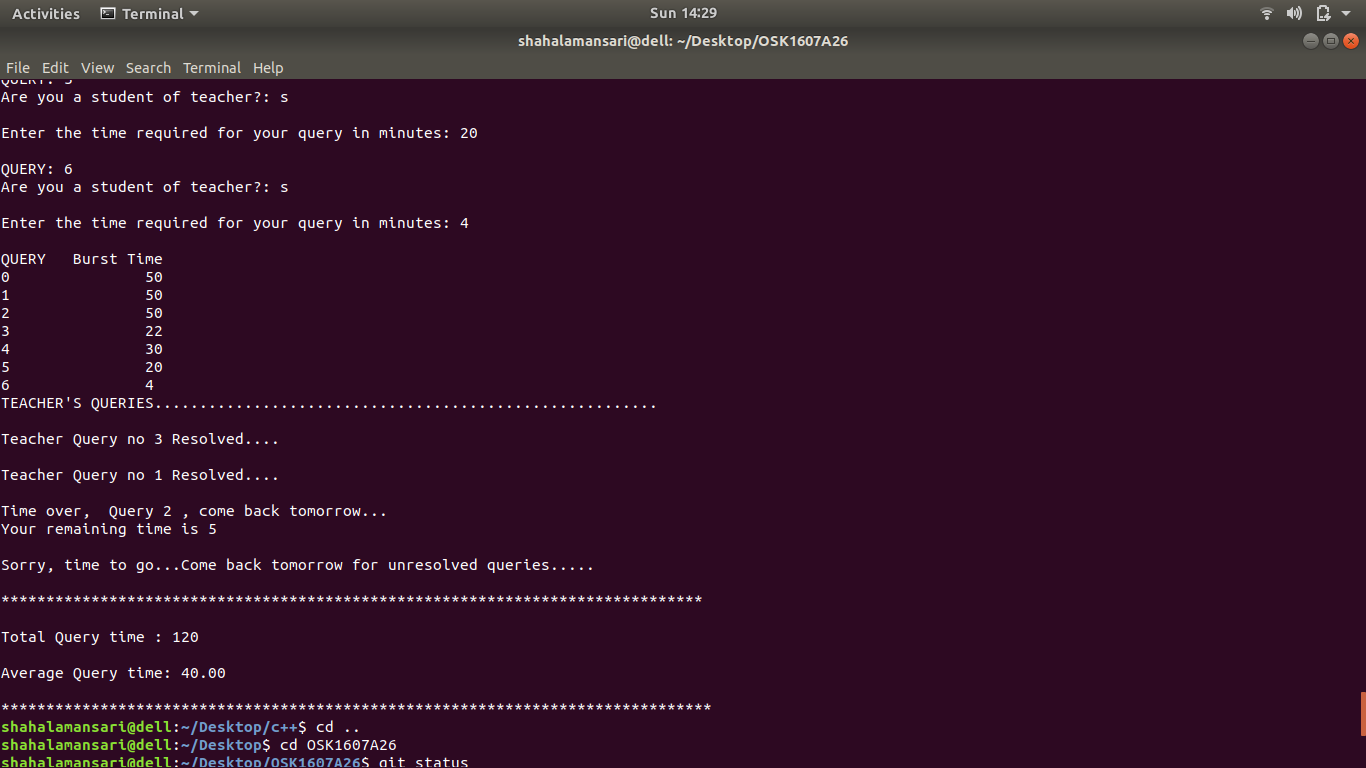 Activities Terminal Sun 14:29
shahalamansari@dell: ~/Desktop/OSK1607A26
File Edit View Search Terminal Help
QUERY: 5
Are you a student of teacher?: s
Enter the time required for your query in minutes: 20
QUERY: 6
Are you a student of teacher?: s
Enter the time required for your query in minutes: 4
QUERY   Burst Time
0               50
1               50
2               50
3               22
4               30
5               20
6               4
TEACHER'S QUERIES........................................................
Teacher Query no 3 Resolved....
Teacher Query no 1 Resolved....
Time over,  Query 2 , come back tomorrow...
Your remaining time is 5
Sorry, time to go...Come back tomorrow for unresolved queries.....
******************************************************************************
Total Query time : 120
Average Query time: 40.00
*******************************************************************************
shahalamansari@dell:~/Desktop/c++$ cd ..
shahalamansari@dell:~/Desktop$ cd OSK1607A26
shahalamansari@dell:~/Desktop/OSK1607A26$ git status